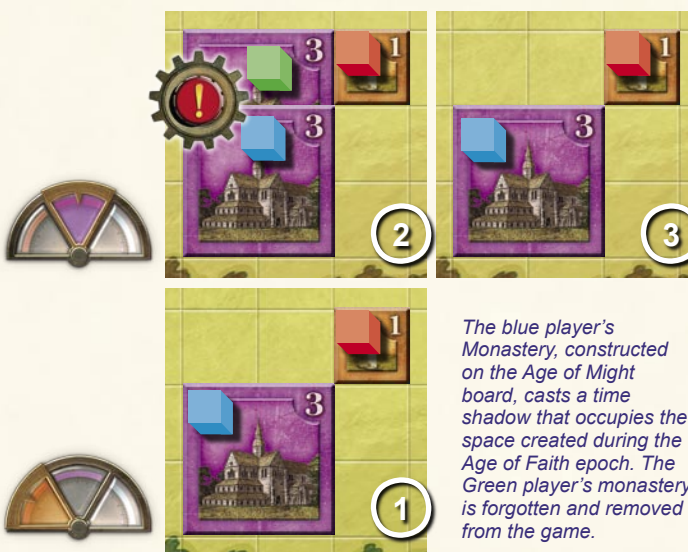 3
1
!
3
2
1
3
3
1
3
1
The blue player's
Monastery, constructed
on the Age of Might
board, casts a time
shadow that occupies the
space created during the
Age of Faith epoch. The
Green player's monastery
is forgotten and removed
from the game.